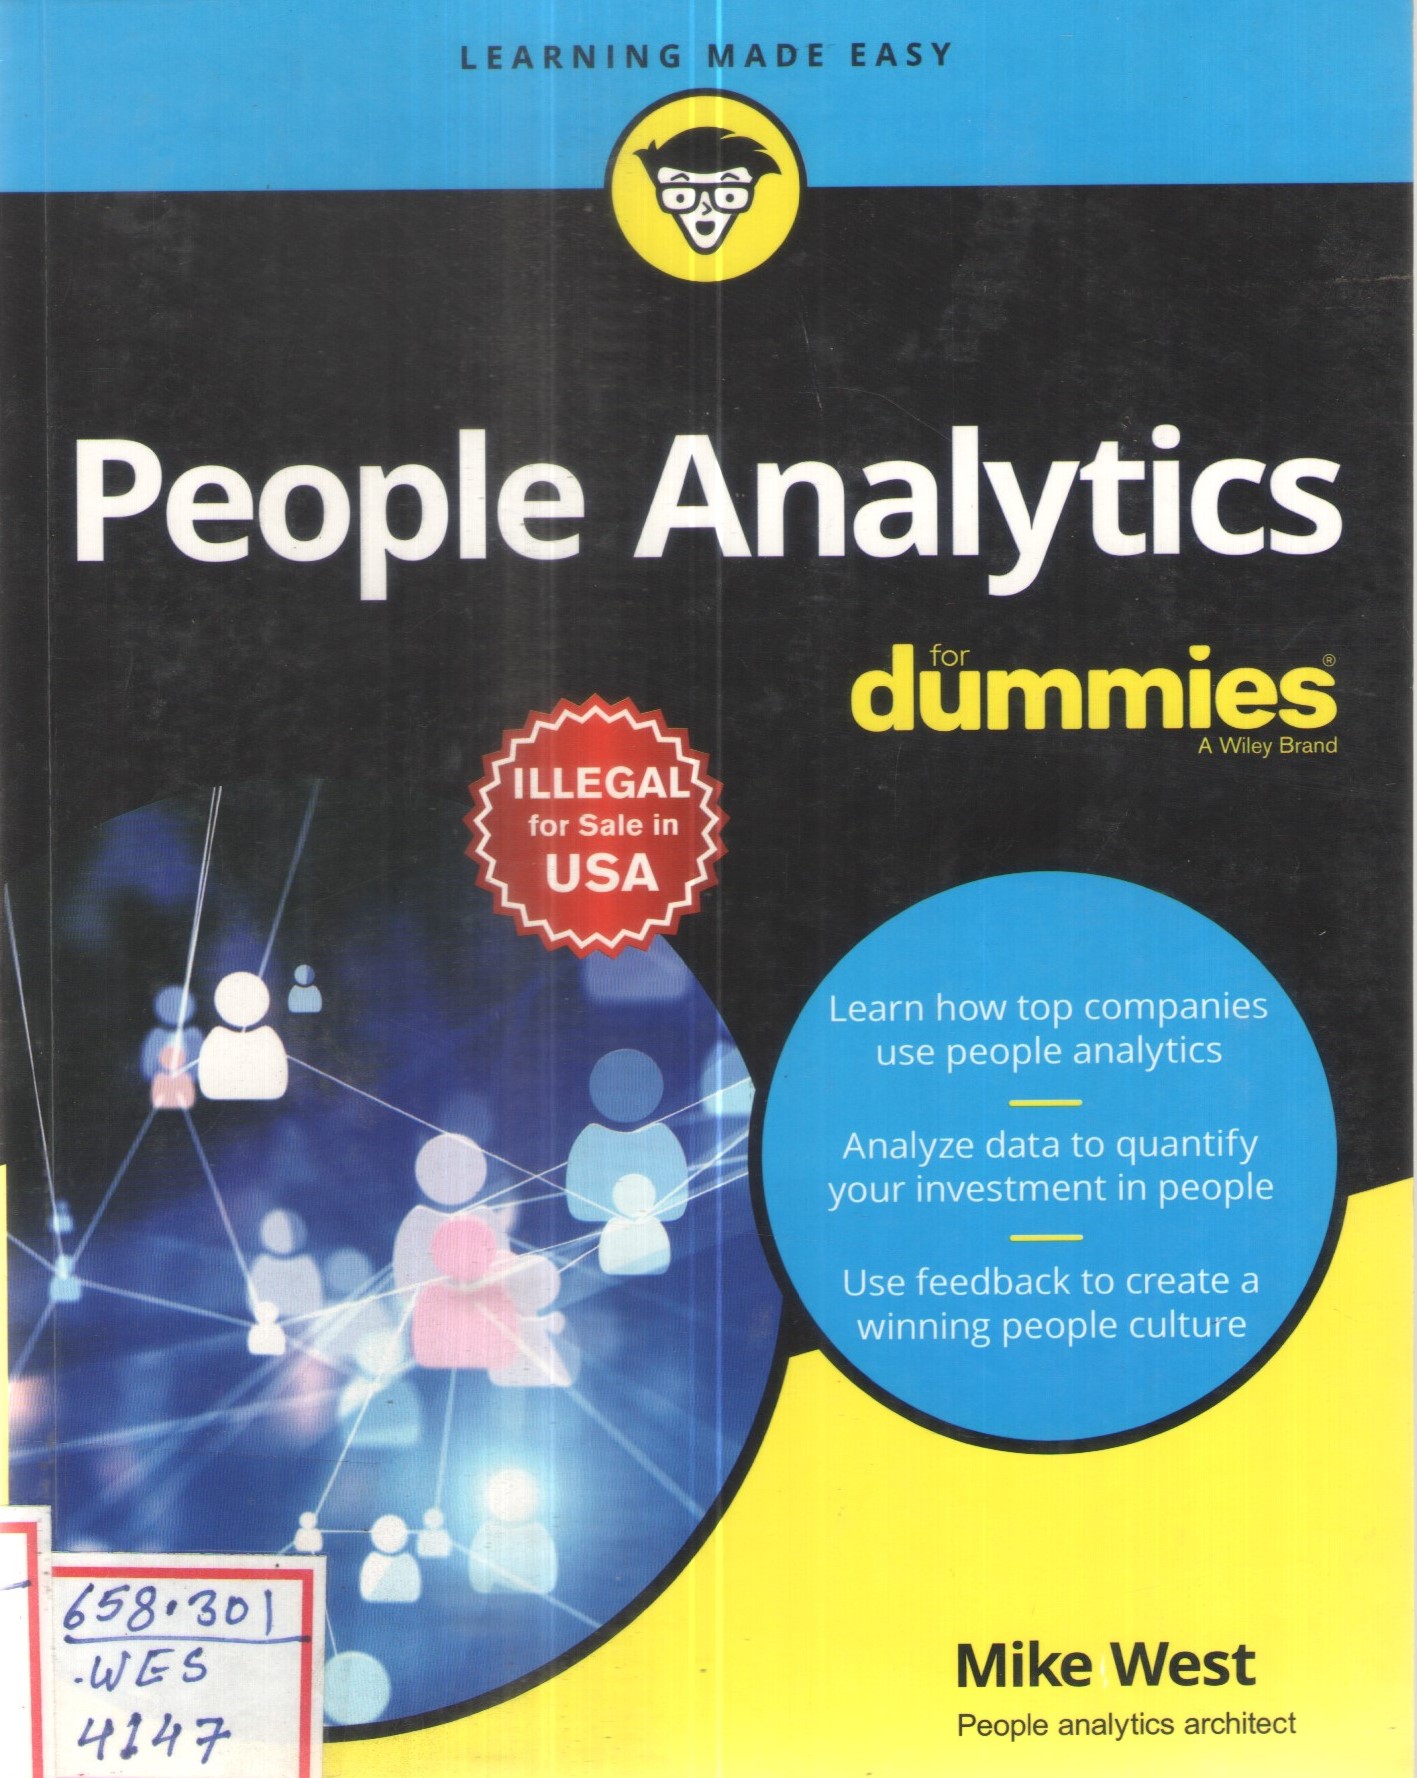 LEARNING MADE EASY
People Analytics
for
dummies®
A Wiley Brand
ILLEGAL
for Sale in
USA
Learn how top companies
use people analytics
Analyze data to quantify
your investment in people
Use feedback to create a
winning people culture
658.301
.WES
4147
Mike West
People analytics architect